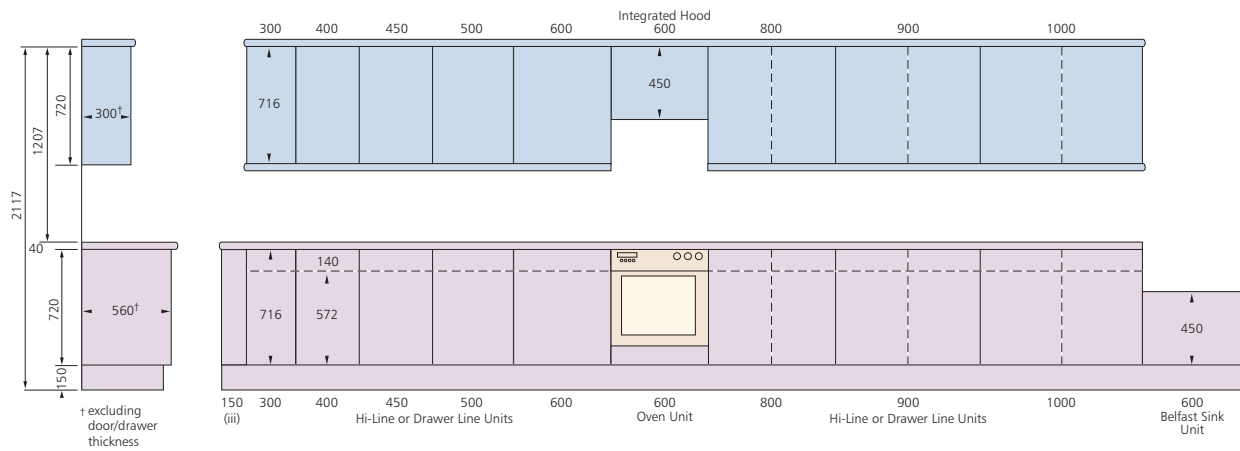 Integrated Hood
300 400 450 500 600 600 800 900 1000
716
450
300†
720
1207
2117
40
720
560†
150
140
716
572
450
150 300 400 450 500 600 600 800 900 1000 600
(iii) Hi-Line or Drawer Line Units Oven Unit Hi-Line or Drawer Line Units Belfast Sink
Unit
† excluding
door/drawer
thickness